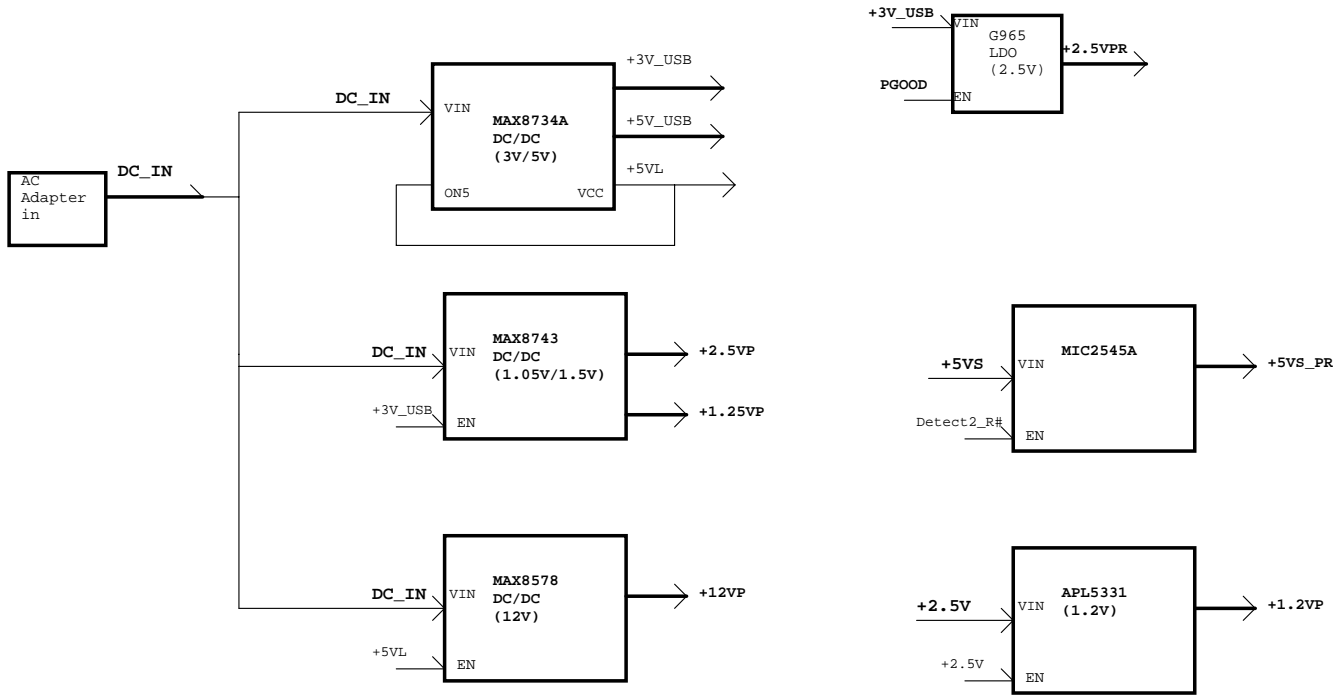 AC
Adapter
in
DC_IN
DC_IN
VIN
MAX8734A
DC/DC
(3V/5V)
ON5
VCC
+3V_USB
+5V_USB
+5VL
DC_IN
VIN
MAX8743
DC/DC
(1.05V/1.5V)
+3V_USB
EN
+2.5VP
+1.25VP
DC_IN
VIN
MAX8578
DC/DC
(12V)
+5VL
EN
+12VP
+3V_USB
VIN
G965
LDO
(2.5V)
PGOOD
EN
+2.5VPR
+5VS
VIN
MIC2545A
Detect2_R#
EN
+5VS_PR
+2.5V
VIN
APL5331
(1.2V)
+2.5V
EN
+1.2VP